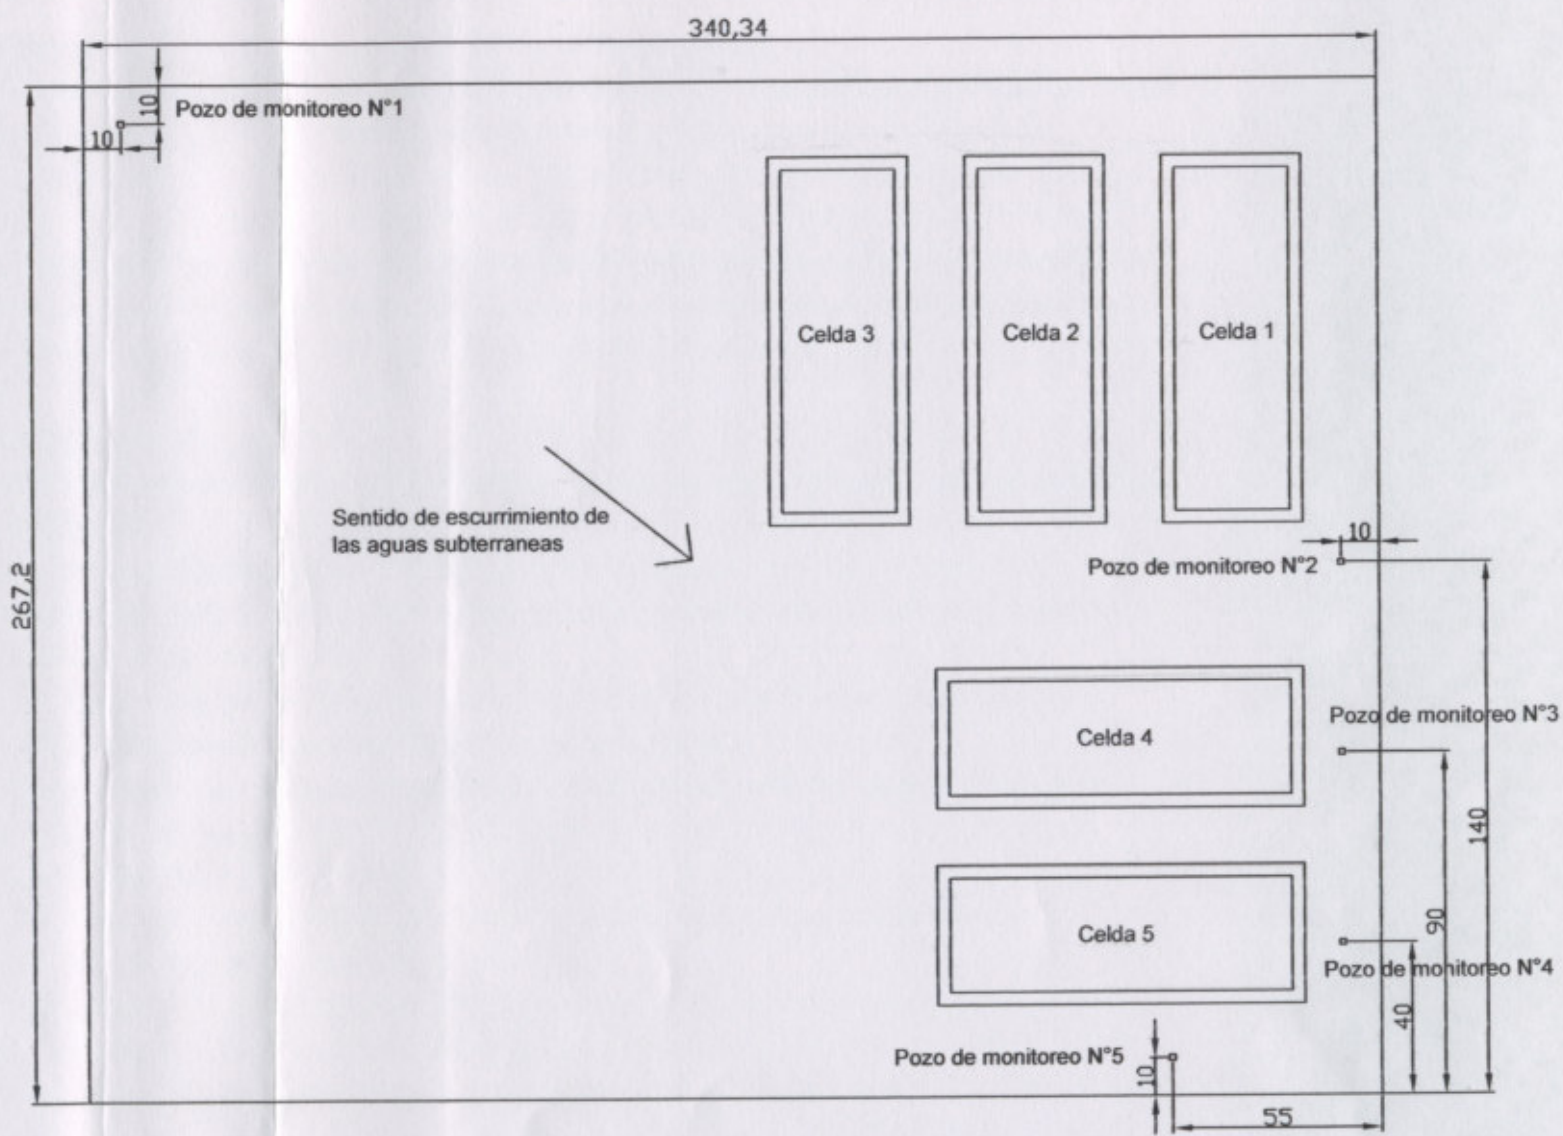 340,34
10
Pozo de monitoreo N°1
10
Celda 3
Celda 2
Celda 1
Sentido de escurrimiento de
las aguas subterraneas
267,2
10
Pozo de monitoreo N°2
Pozo de monitoreo N°3
Celda 4
140
90
Celda 5
Pozo de monitoreo N°4
40
Pozo de monitoreo N°5
10
55